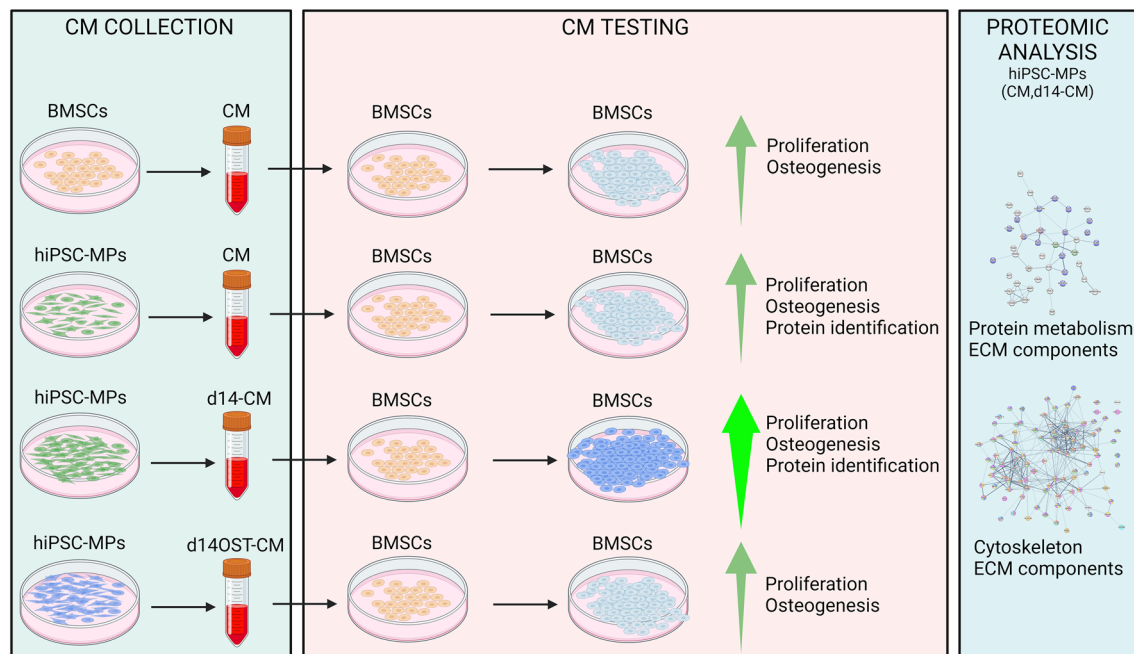 CM COLLECTION
BMSCs
CM
hiPSC-MPs
CM
hiPSC-MPs
d14-CM
hiPSC-MPs
d14OST-CM
CM TESTING
BMSCs
BMSCs
Proliferation
Osteogenesis
BMSCs
BMSCs
Proliferation
Osteogenesis
Protein identification
BMSCs
BMSCs
Proliferation
Osteogenesis
Protein identification
BMSCs
BMSCs
Proliferation
Osteogenesis
PROTEOMIC
ANALYSIS
hiPSC-MPs
(CM,d14-CM)
Protein metabolism
ECM components
Cytoskeleton
ECM components